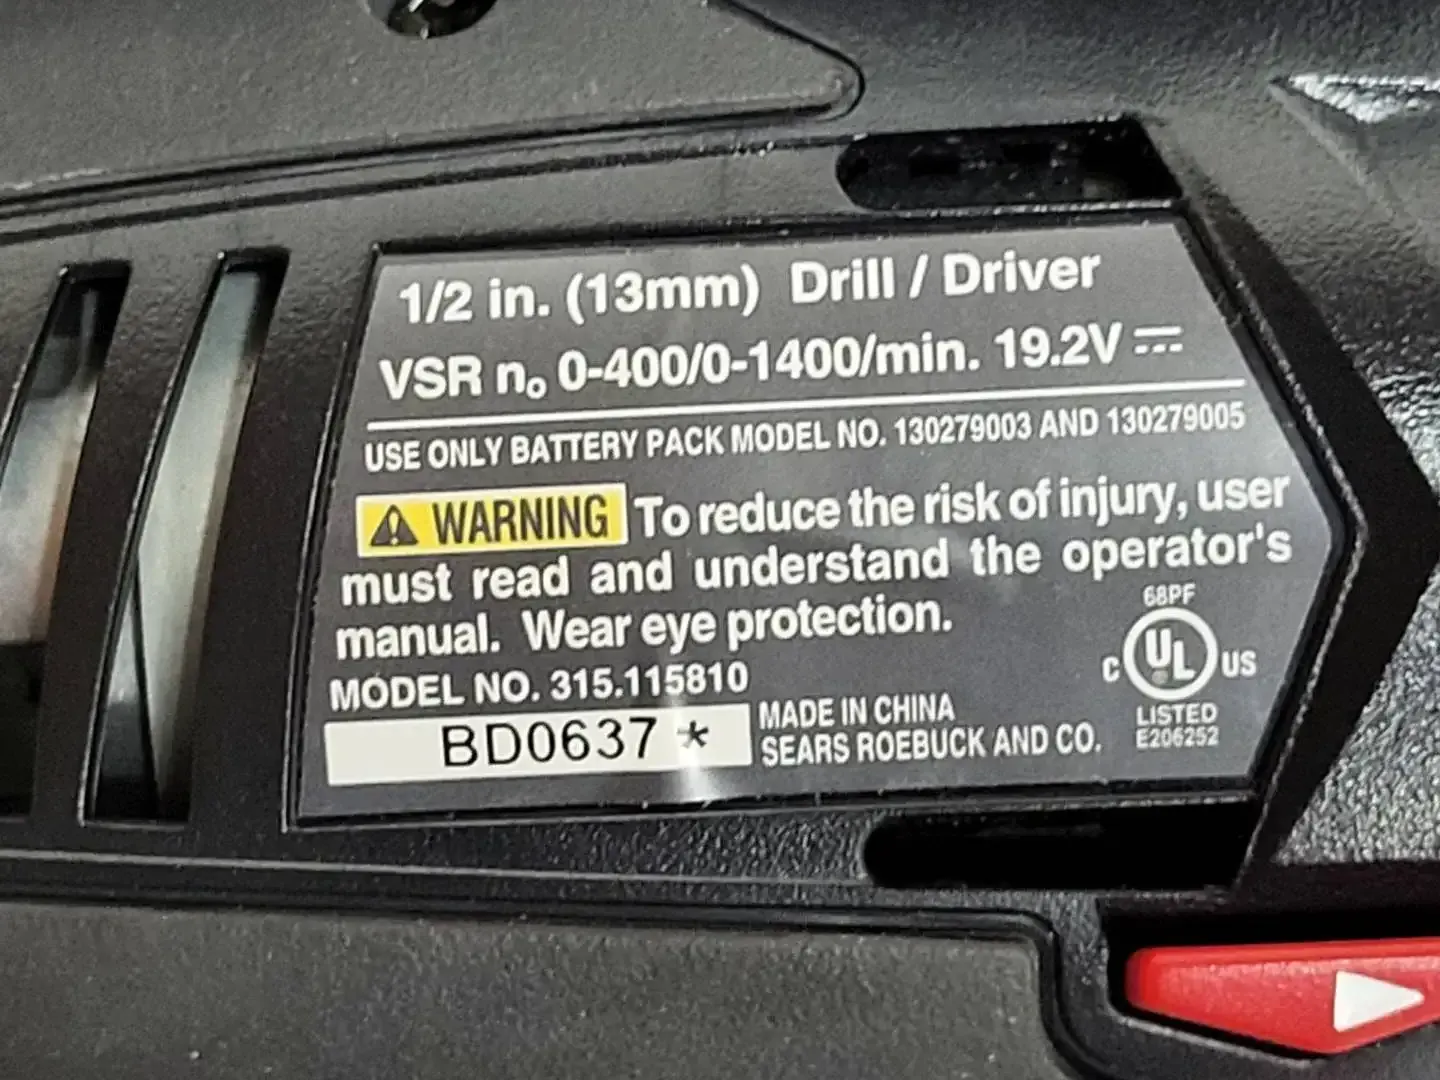 1/2 in. (13mm) Drill / Driver
VSR nₒ 0-400/0-1400/min. 19.2V ⎓
USE ONLY BATTERY PACK MODEL NO. 130279003 AND 130279005
⚠ WARNING To reduce the risk of injury, user
must read and understand the operator's
manual. Wear eye protection.
MODEL NO. 315.115810
BD0637 *
MADE IN CHINA
SEARS ROEBUCK AND CO.
68PF
C UL US
LISTED
E206252